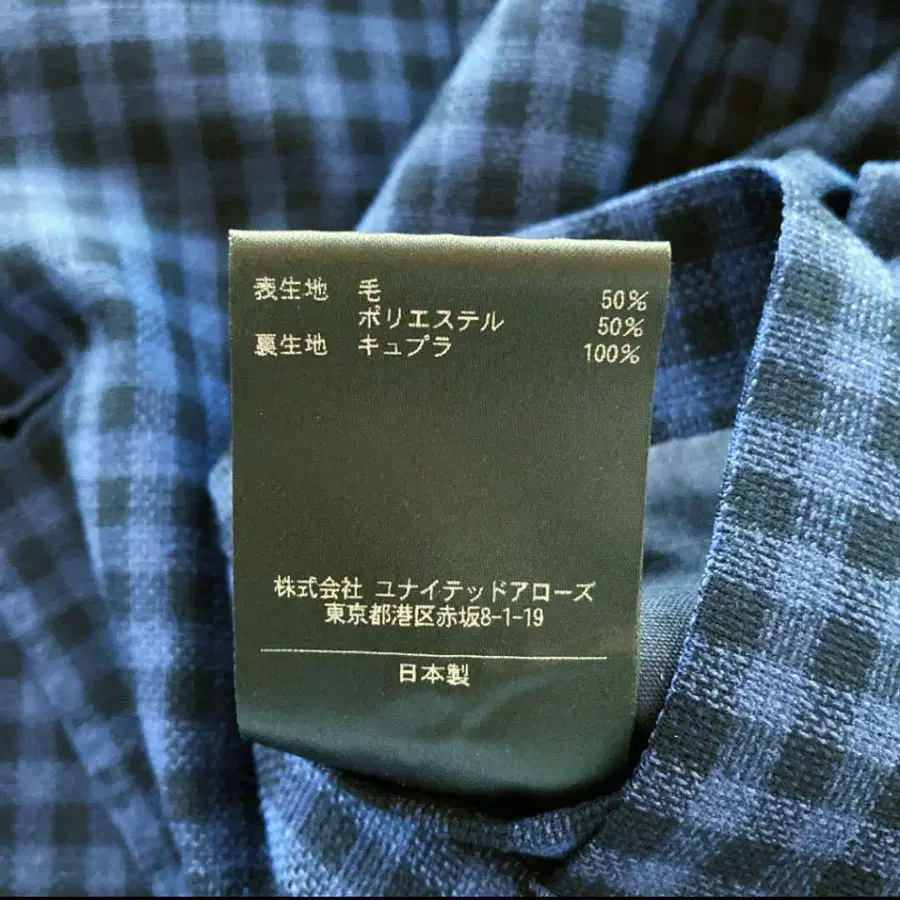 表生地 毛 50%
ポリエステル 50%
裏生地 キュプラ 100%
株式会社 ユナイテッドアローズ
東京都港区赤坂8-1-19
日本製